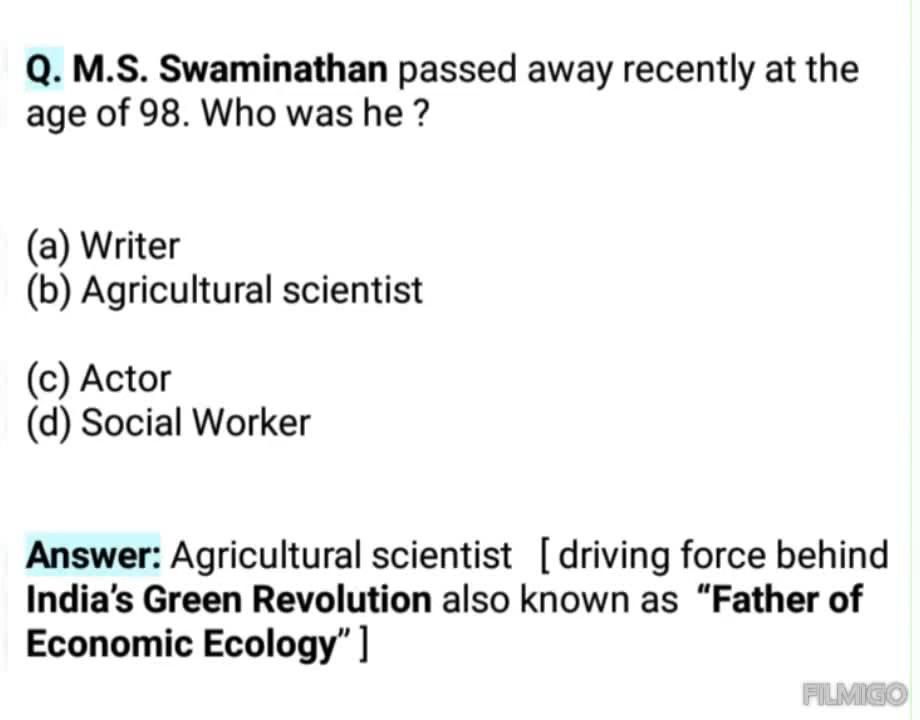 Q. M.S. Swaminathan passed away recently at the
age of 98. Who was he ?
(a) Writer
(b) Agricultural scientist
(c) Actor
(d) Social Worker
Answer: Agricultural scientist [ driving force behind
India's Green Revolution also known as “Father of
Economic Ecology” ]
FILMIGO